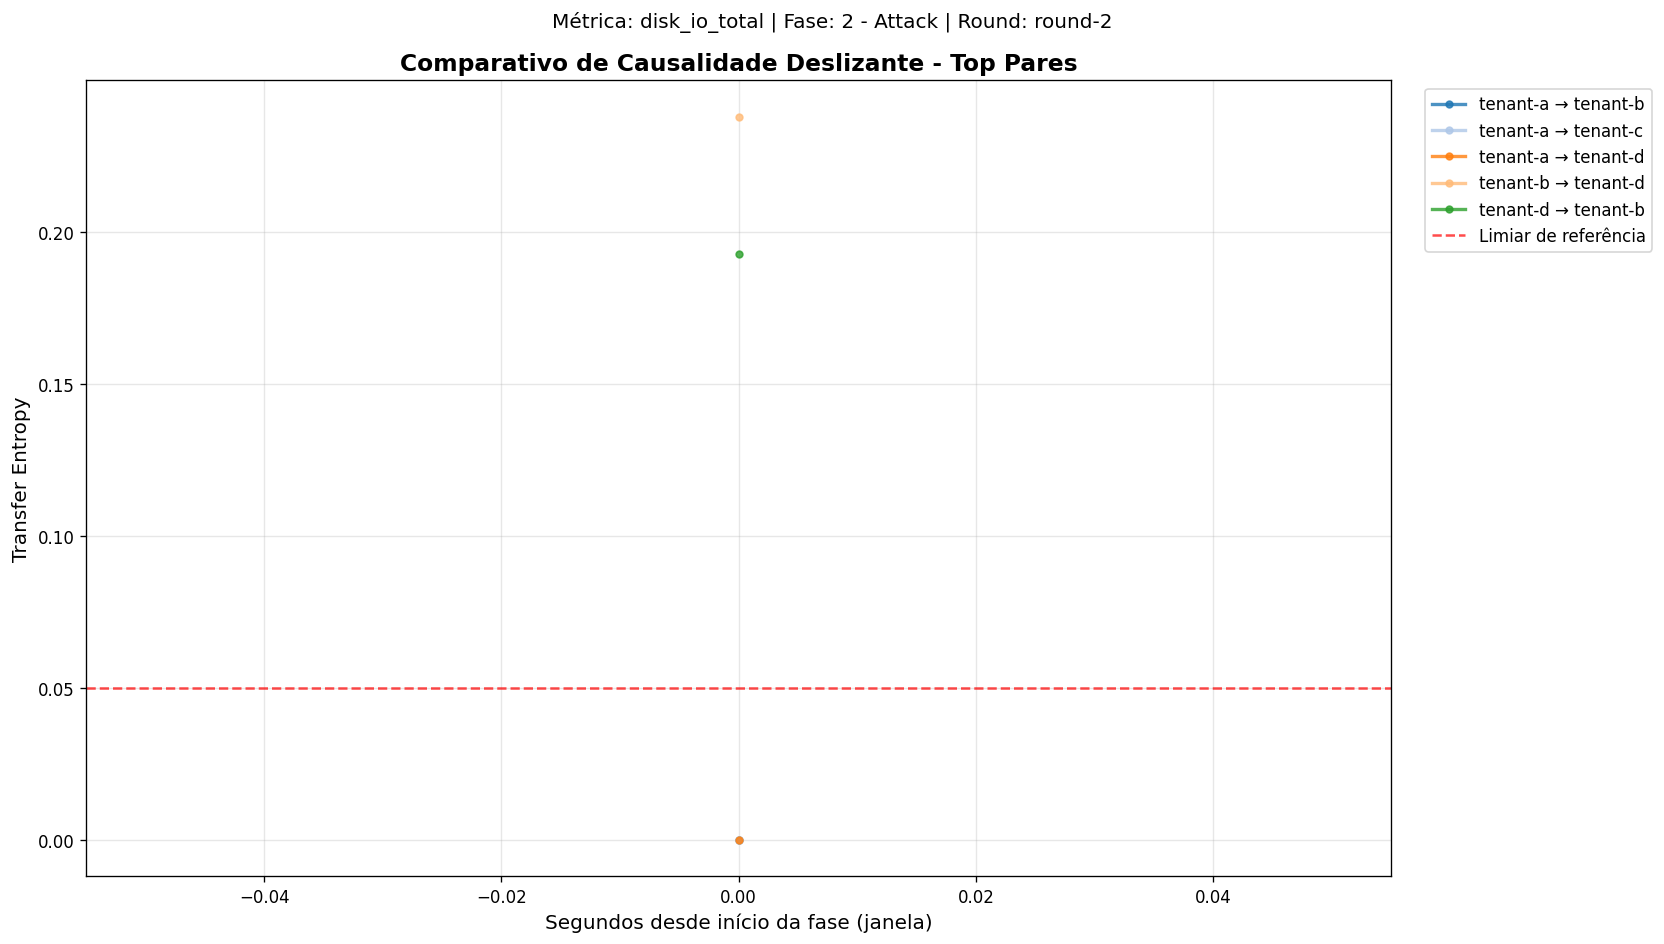 Métrica: disk_io_total | Fase: 2 - Attack | Round: round-2
Comparativo de Causalidade Deslizante - Top Pares
tenant-a → tenant-b
tenant-a → tenant-c
tenant-a → tenant-d
tenant-b → tenant-d
tenant-d → tenant-b
Limiar de referência
Transfer Entropy
0.20
0.15
0.10
0.05
0.00
−0.04
−0.02
0.00
0.02
0.04
Segundos desde início da fase (janela)